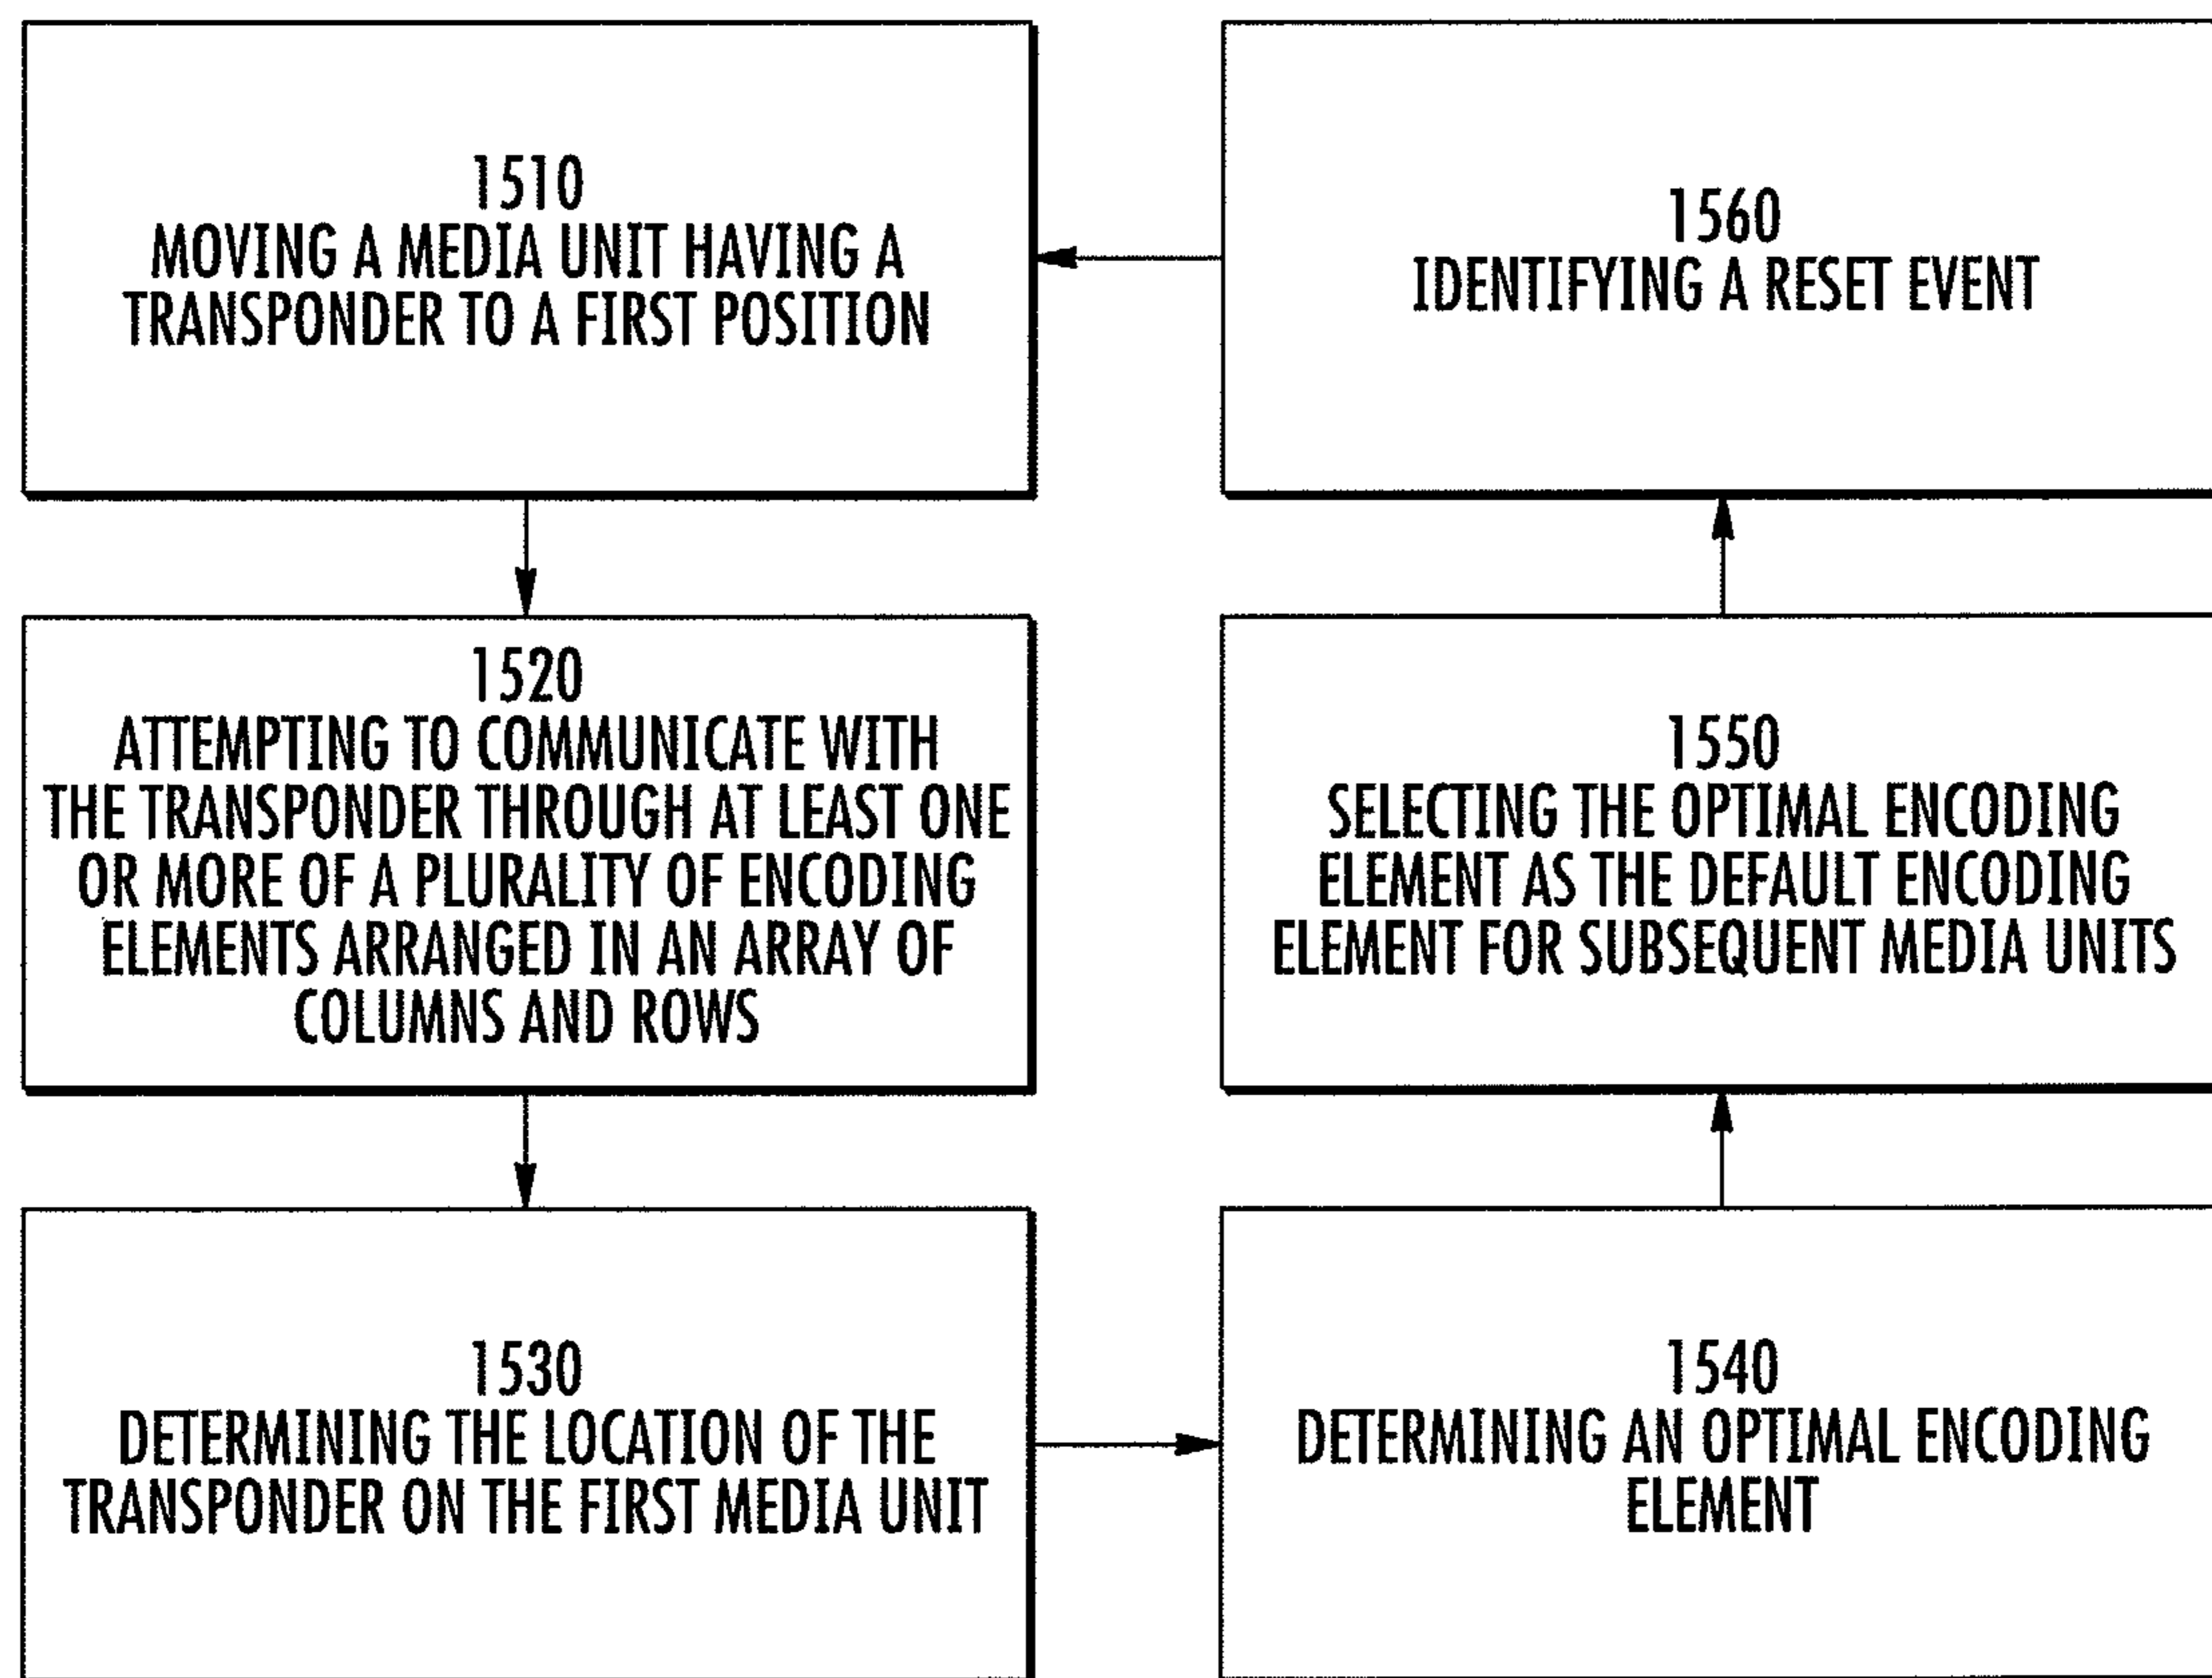 1510
MOVING A MEDIA UNIT HAVING A
TRANSPONDER TO A FIRST POSITION
1520
ATTEMPTING TO COMMUNICATE WITH
THE TRANSPONDER THROUGH AT LEAST ONE
OR MORE OF A PLURALITY OF ENCODING
ELEMENTS ARRANGED IN AN ARRAY OF
COLUMNS AND ROWS
1530
DETERMINING THE LOCATION OF THE
TRANSPONDER ON THE FIRST MEDIA UNIT
1540
DETERMINING AN OPTIMAL ENCODING
ELEMENT
1550
SELECTING THE OPTIMAL ENCODING
ELEMENT AS THE DEFAULT ENCODING
ELEMENT FOR SUBSEQUENT MEDIA UNITS
1560
IDENTIFYING A RESET EVENT